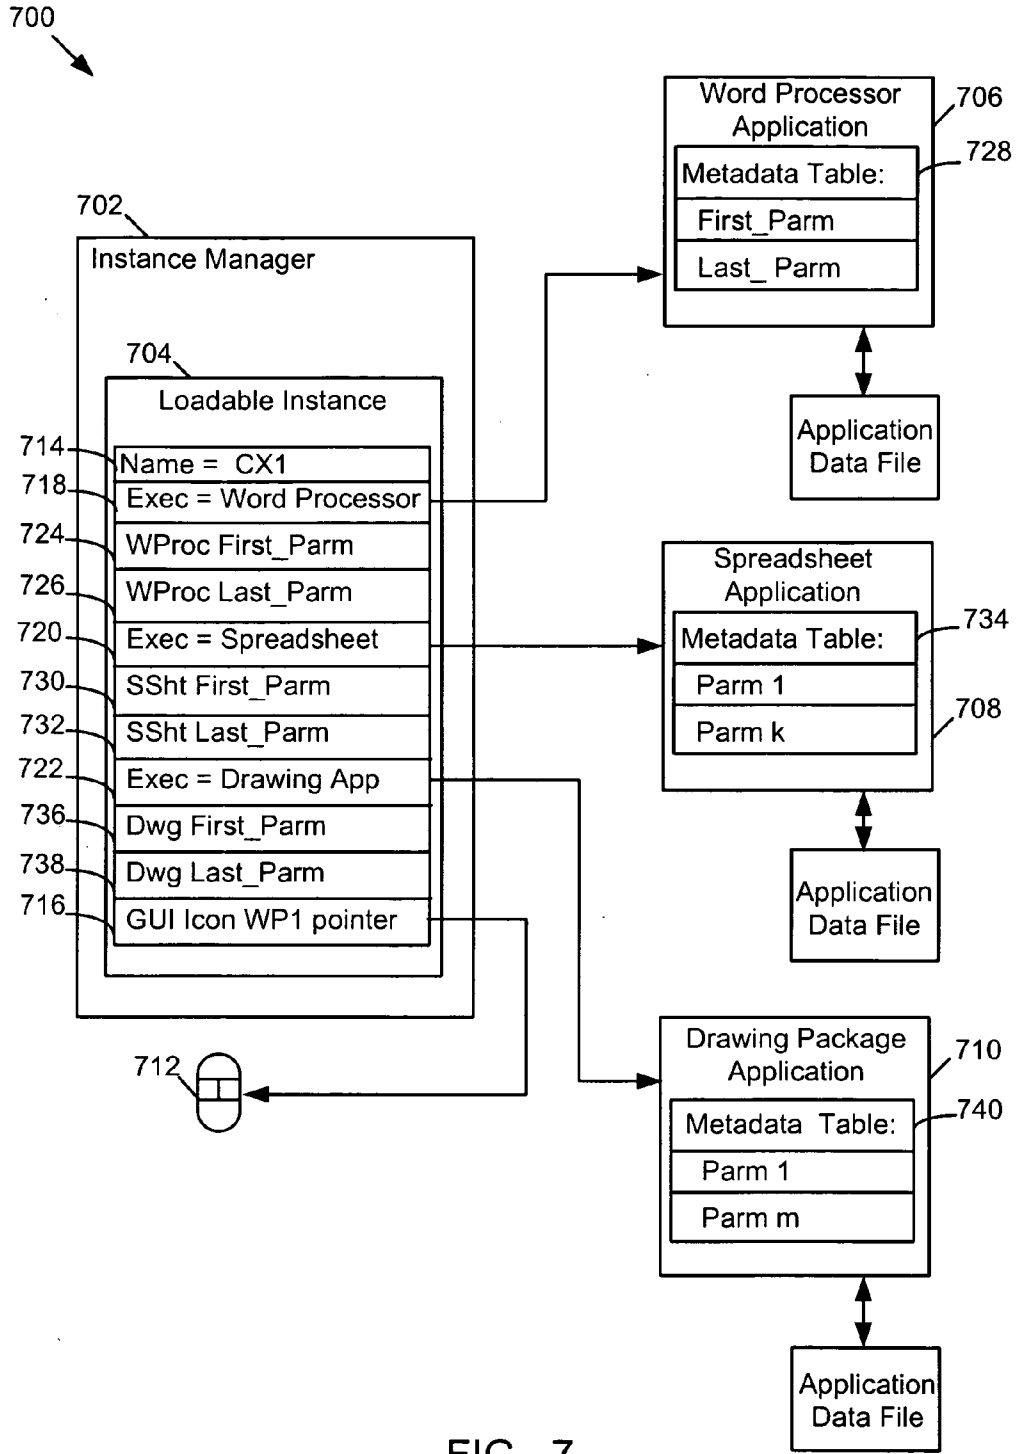 700
702
Instance Manager
704
Loadable Instance
714
Name = CX1
718
Exec = Word Processor
724
WProc First_Parm
726
WProc Last_Parm
720
Exec = Spreadsheet
730
SSht First_Parm
732
SSht Last_Parm
722
Exec = Drawing App
736
Dwg First_Parm
738
Dwg Last_Parm
716
GUI Icon WP1 pointer
712
Word Processor
Application
706
728
Metadata Table:
First_Parm
Last_ Parm
Application
Data File
Spreadsheet
Application
734
Metadata Table:
Parm 1
Parm k
708
Application
Data File
Drawing Package
Application
710
740
Metadata Table:
Parm 1
Parm m
Application
Data File
FIG. 7